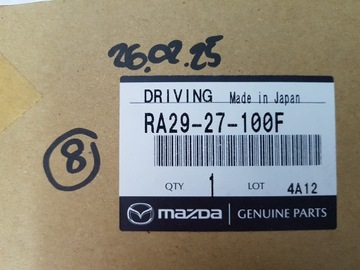 26.02.25
8
DRIVING Made in Japan
RA29-27-100F
QTY 1 LOT 4A12
mazda GENUINE PARTS